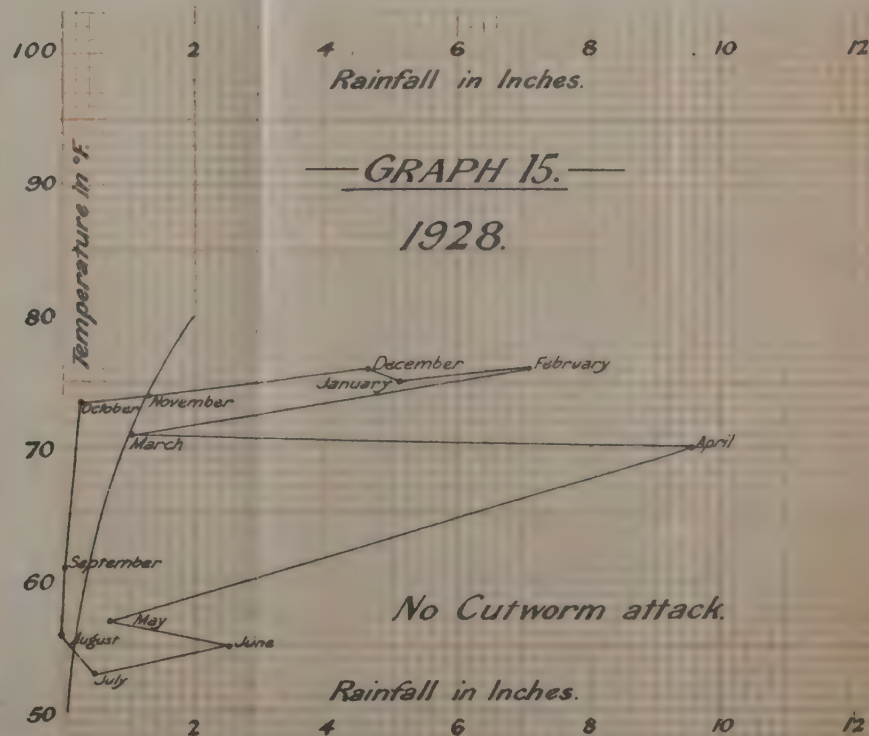 100 2 4 6 8 10 12
Rainfall in Inches.
Temperature in °F.
90
GRAPH 15.
1928.
80
December February
January
October November
70 March April
September
60
May No Cutworm attack.
August June
July
Rainfall in Inches.
50
2 4 6 8 10 12